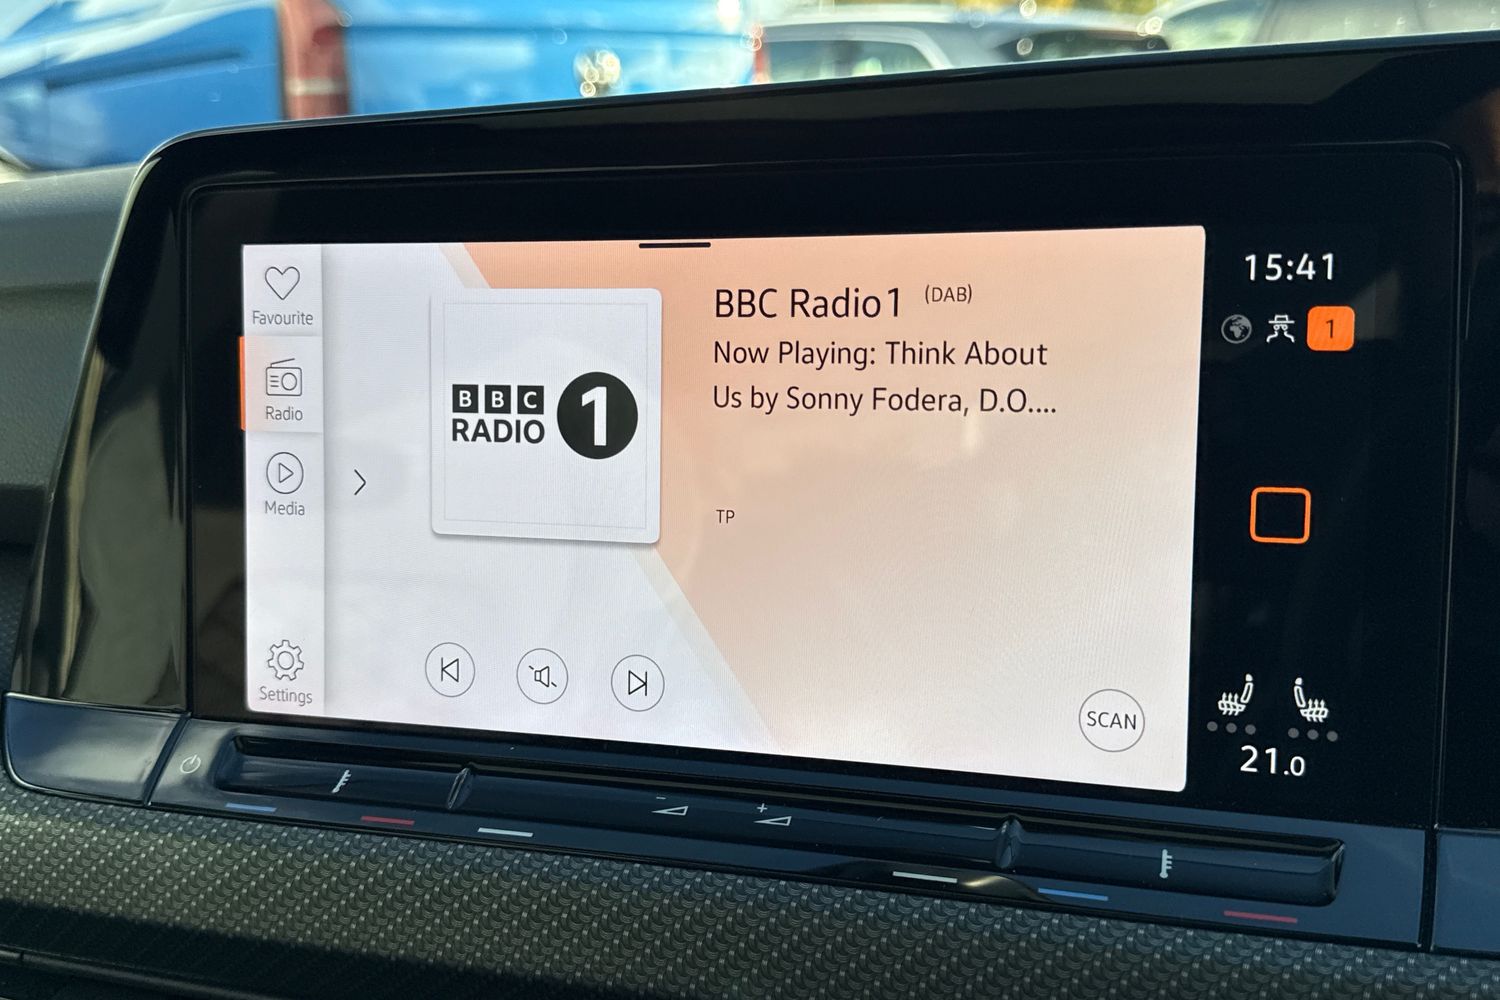 Favourite
Radio
Media
Settings
BBC
RADIO 1
BBC Radio 1 (DAB)
Now Playing: Think About
Us by Sonny Fodera, D.O....
TP
SCAN
15:41
1
21.0